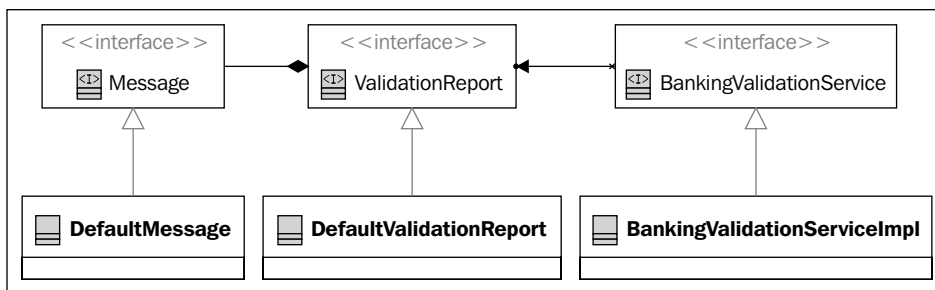 <<interface>> <<interface>> <<interface>>
<I> Message <I> ValidationReport <I> BankingValidationService
DefaultMessage DefaultValidationReport BankingValidationServiceImpl